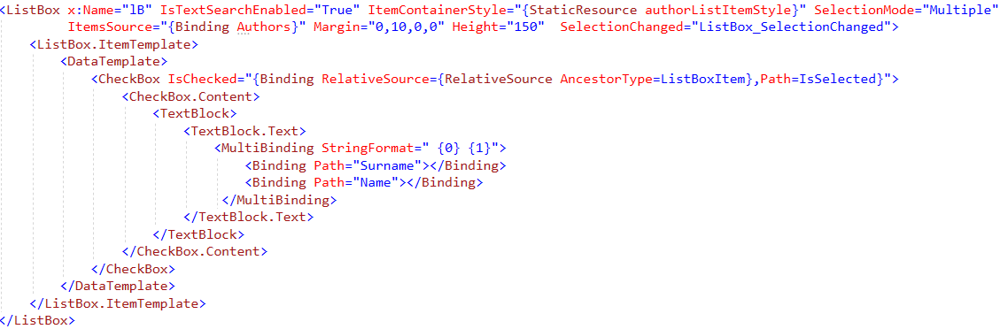 <ListBox x:Name="lB" IsTextSearchEnabled="True" ItemContainerStyle="{StaticResource authorListItemStyle}" SelectionMode="Multiple"
ItemsSource="{Binding Authors}" Margin="0,10,0,0" Height="150"  SelectionChanged="ListBox_SelectionChanged">
<ListBox.ItemTemplate>
<DataTemplate>
<CheckBox IsChecked="{Binding RelativeSource={RelativeSource AncestorType=ListBoxItem},Path=IsSelected}">
<CheckBox.Content>
<TextBlock>
<TextBlock.Text>
<MultiBinding StringFormat=" {0} {1}">
<Binding Path="Surname"></Binding>
<Binding Path="Name"></Binding>
</MultiBinding>
</TextBlock.Text>
</TextBlock>
</CheckBox.Content>
</CheckBox>
</DataTemplate>
</ListBox.ItemTemplate>
</ListBox>